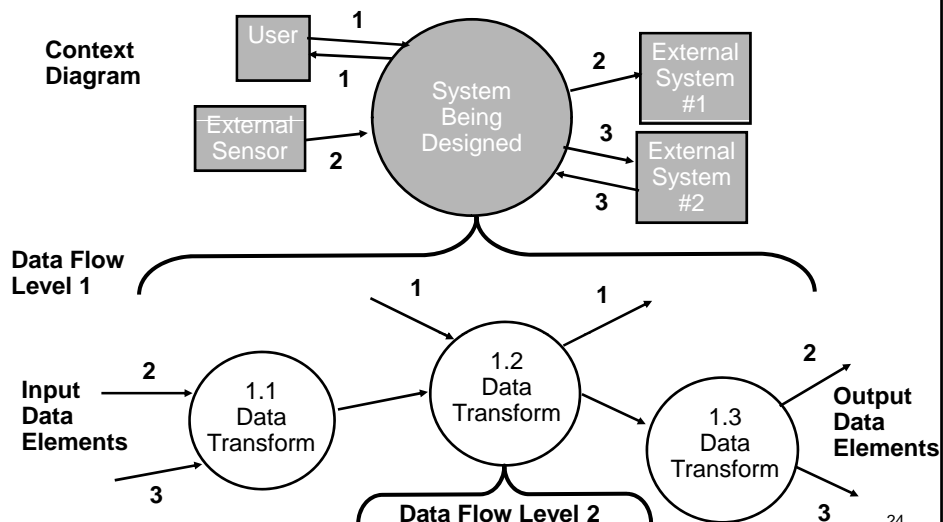 Context
Diagram
User
1
1
External
Sensor
2
System
Being
Designed
2
External
System
#1
3
3
External
System
#2
Data Flow
Level 1
1
1
Input
Data
Elements
2
3
1.1
Data
Transform
1.2
Data
Transform
1.3
Data
Transform
2
Output
Data
Elements
3
Data Flow Level 2
24